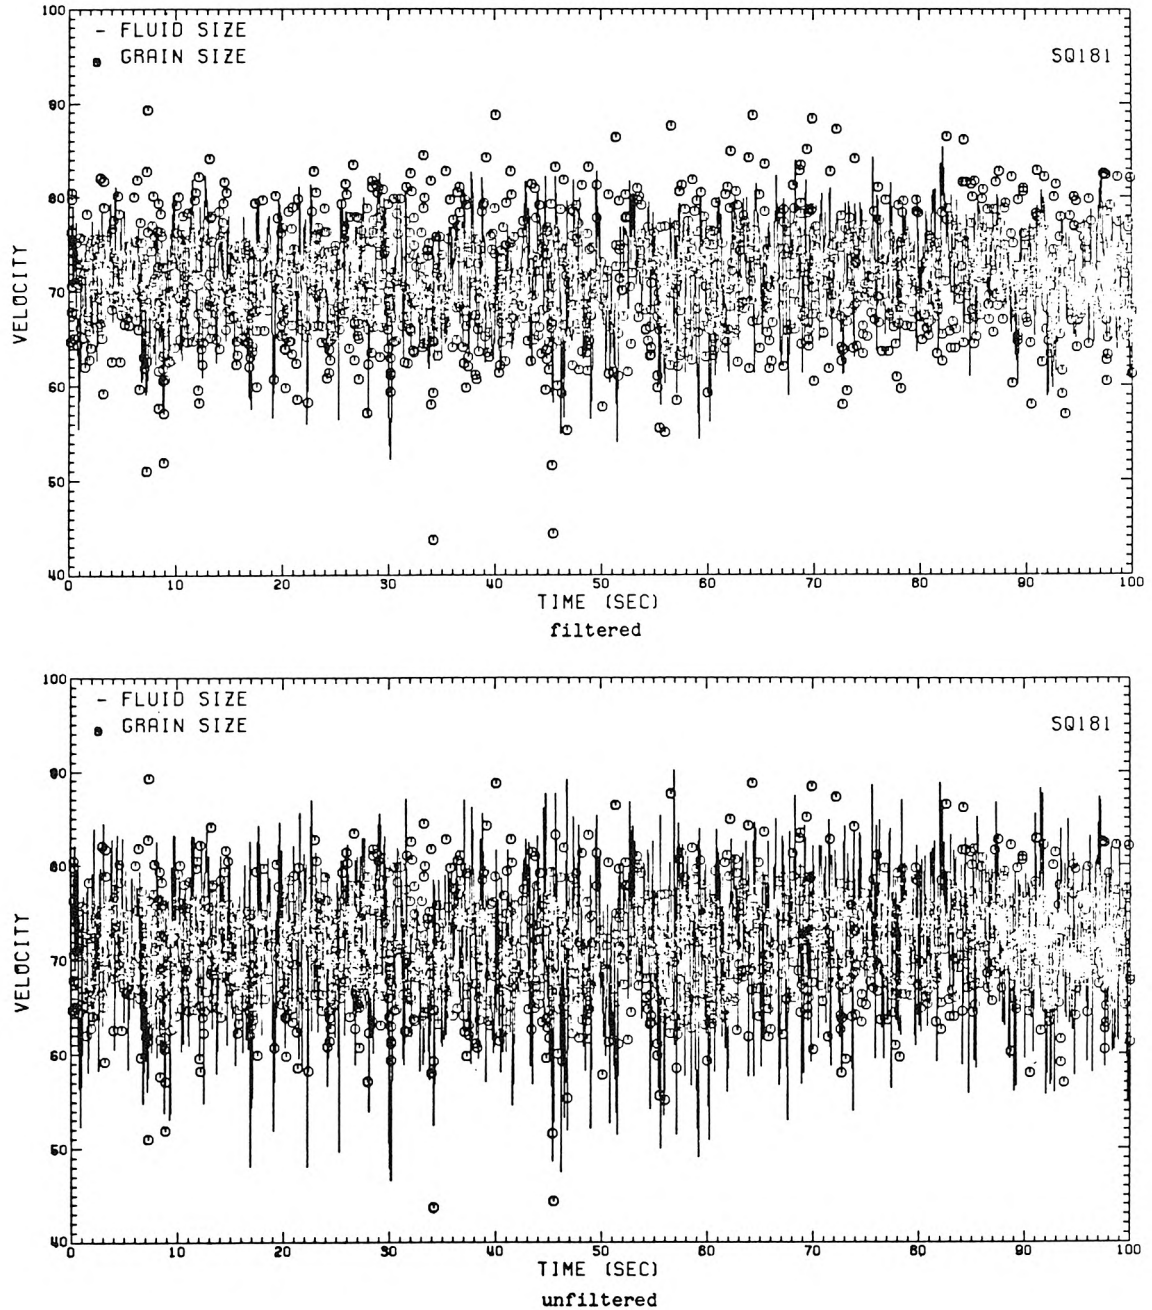 100
- FLUID SIZE
GRAIN SIZE
SQ181
90
80
VELOCITY
70
60
50
40
0 10 20 30 40 50 60 70 80 90 100
TIME (SEC)
filtered
100
- FLUID SIZE
GRAIN SIZE
SQ181
90
80
VELOCITY
70
60
50
40
0 10 20 30 40 50 60 70 80 90 100
TIME (SEC)
unfiltered